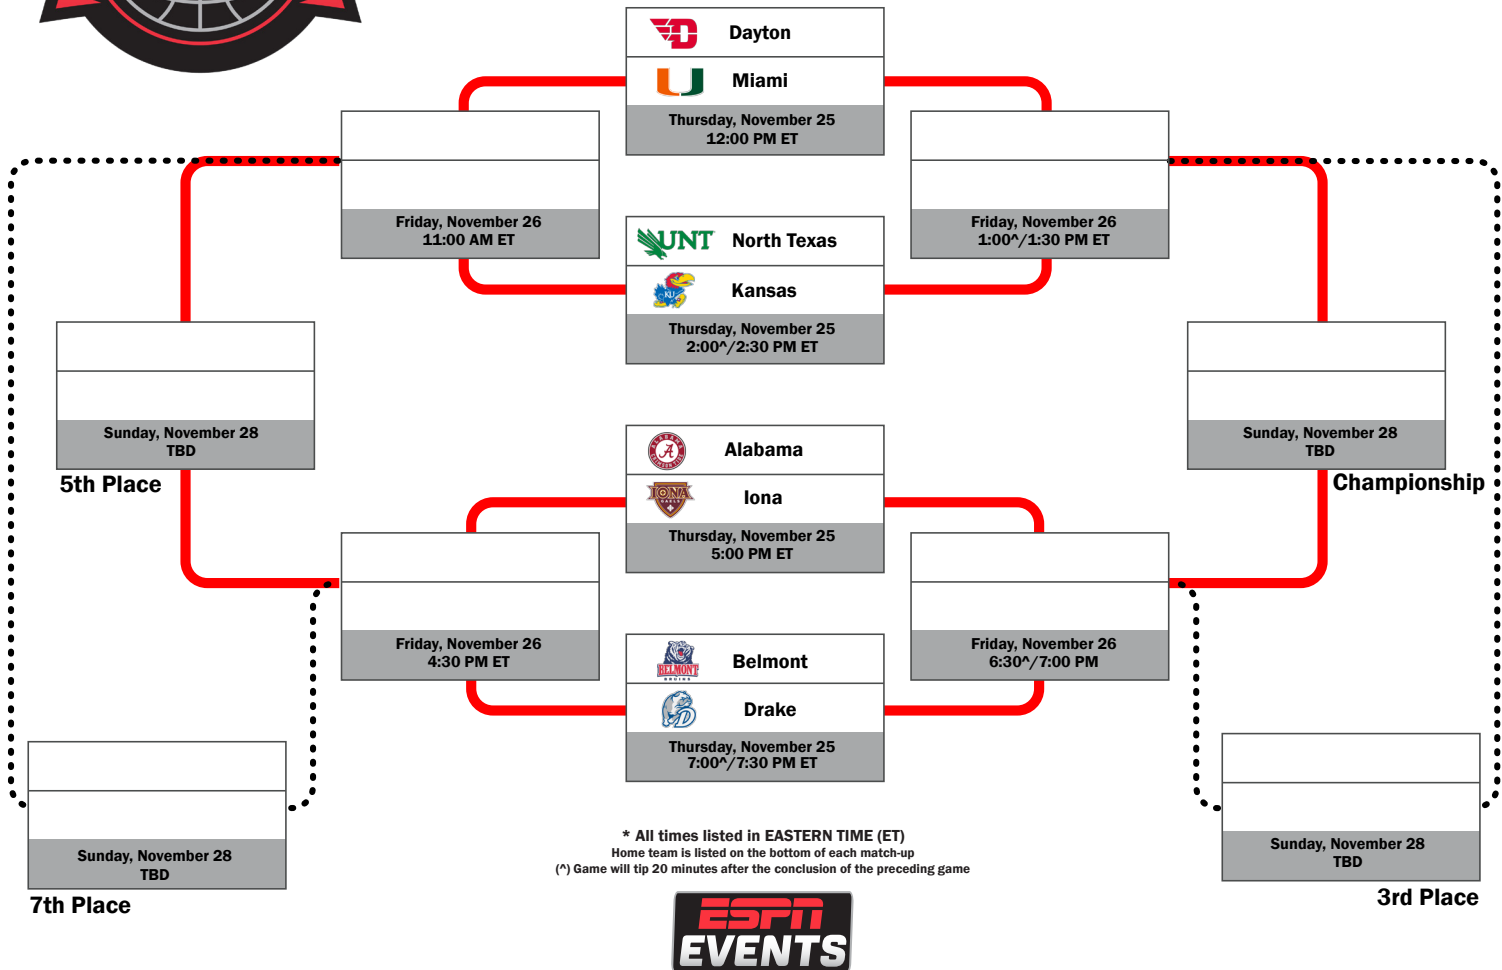 Dayton
Miami
Thursday, November 25
12:00 PM ET
Friday, November 26
11:00 AM ET
Friday, November 26
1:00^/1:30 PM ET
UNT North Texas
KU Kansas
Thursday, November 25
2:00^/2:30 PM ET
Sunday, November 28
TBD
5th Place
Sunday, November 28
TBD
Championship
ALABAMA A CRIMSON TIDE Alabama
IONA GAELS Iona
Thursday, November 25
5:00 PM ET
Friday, November 26
4:30 PM ET
Friday, November 26
6:30^/7:00 PM
BELMONT BRUINS Belmont
D Drake
Thursday, November 25
7:00^/7:30 PM ET
Sunday, November 28
TBD
7th Place
Sunday, November 28
TBD
3rd Place
* All times listed in EASTERN TIME (ET)
Home team is listed on the bottom of each match-up
(^) Game will tip 20 minutes after the conclusion of the preceding game
ESPN
EVENTS